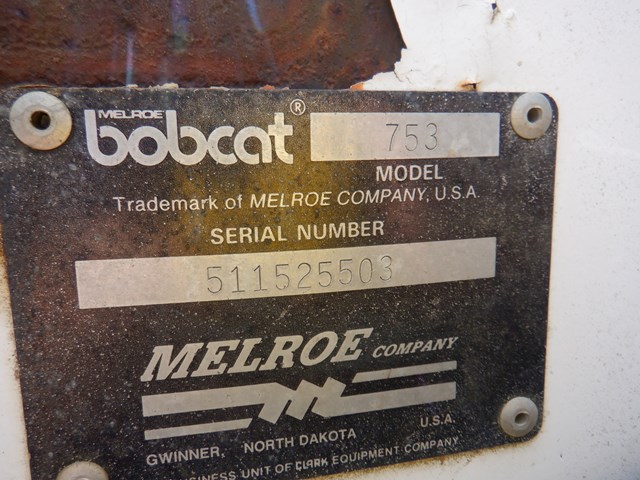 MELROE
bobcat ® 753
MODEL
Trademark of MELROE COMPANY, U.S.A.
SERIAL NUMBER
511525503
MELROE COMPANY
GWINNER, NORTH DAKOTA U.S.A.
UNIT OF CLARK EQUIPMENT COMPANY